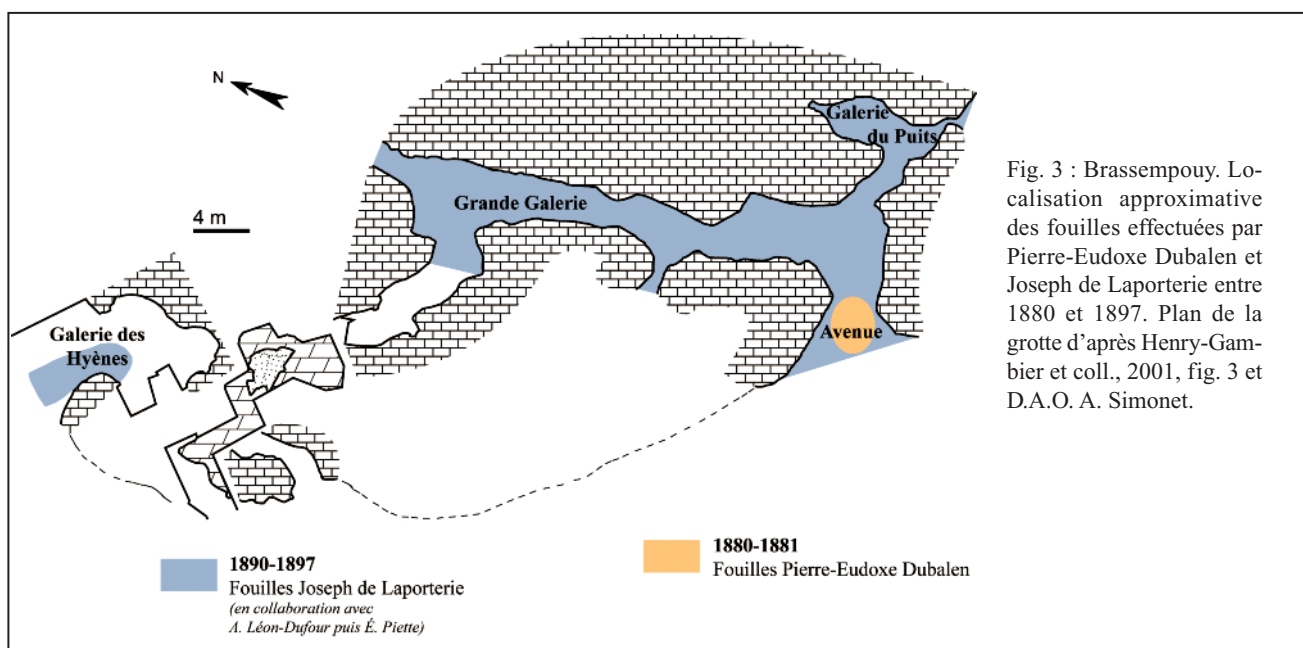 N
4 m
Galerie des
Hyènes
Grande Galerie
Galerie
du Puits
Avenue
1890-1897
Fouilles Joseph de Laporterie
(en collaboration avec
A. Léon-Dufour puis É. Piette)
1880-1881
Fouilles Pierre-Eudoxe Dubalen
Fig. 3 : Brassempouy. Lo-
calisation approximative
des fouilles effectuées par
Pierre-Eudoxe Dubalen et
Joseph de Laporterie entre
1880 et 1897. Plan de la
grotte d'après Henry-Gam-
bier et coll., 2001, fig. 3 et
D.A.O. A. Simonet.